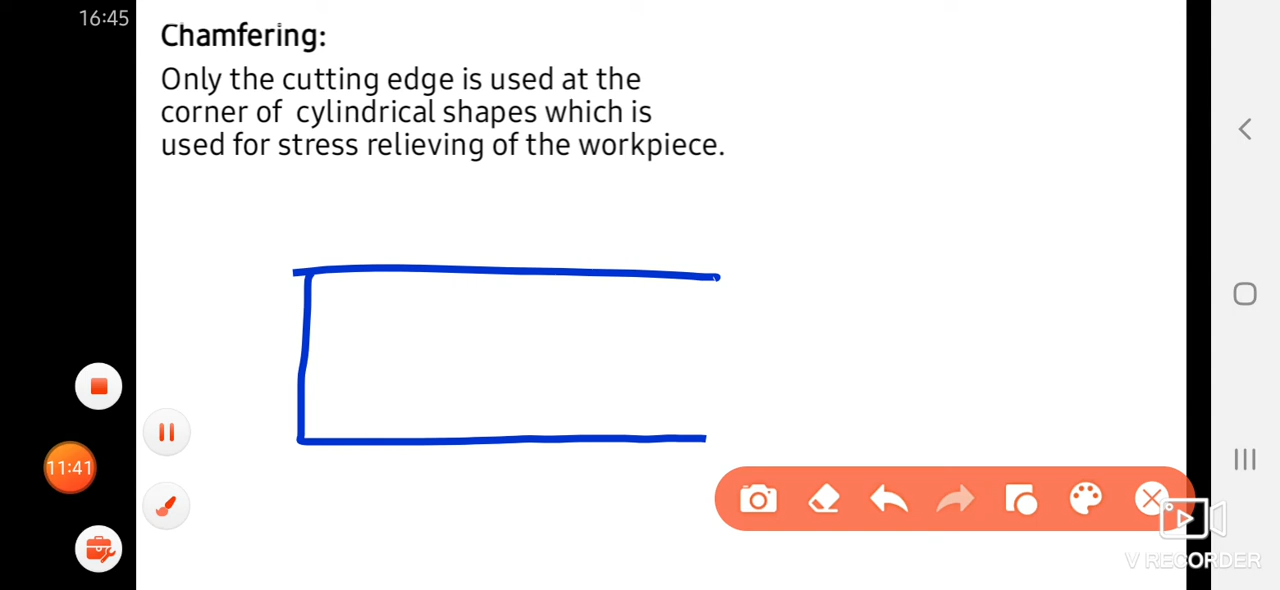 16:45
Chamfering:
Only the cutting edge is used at the
corner of cylindrical shapes which is
used for stress relieving of the workpiece.
11:41
V RECORDER